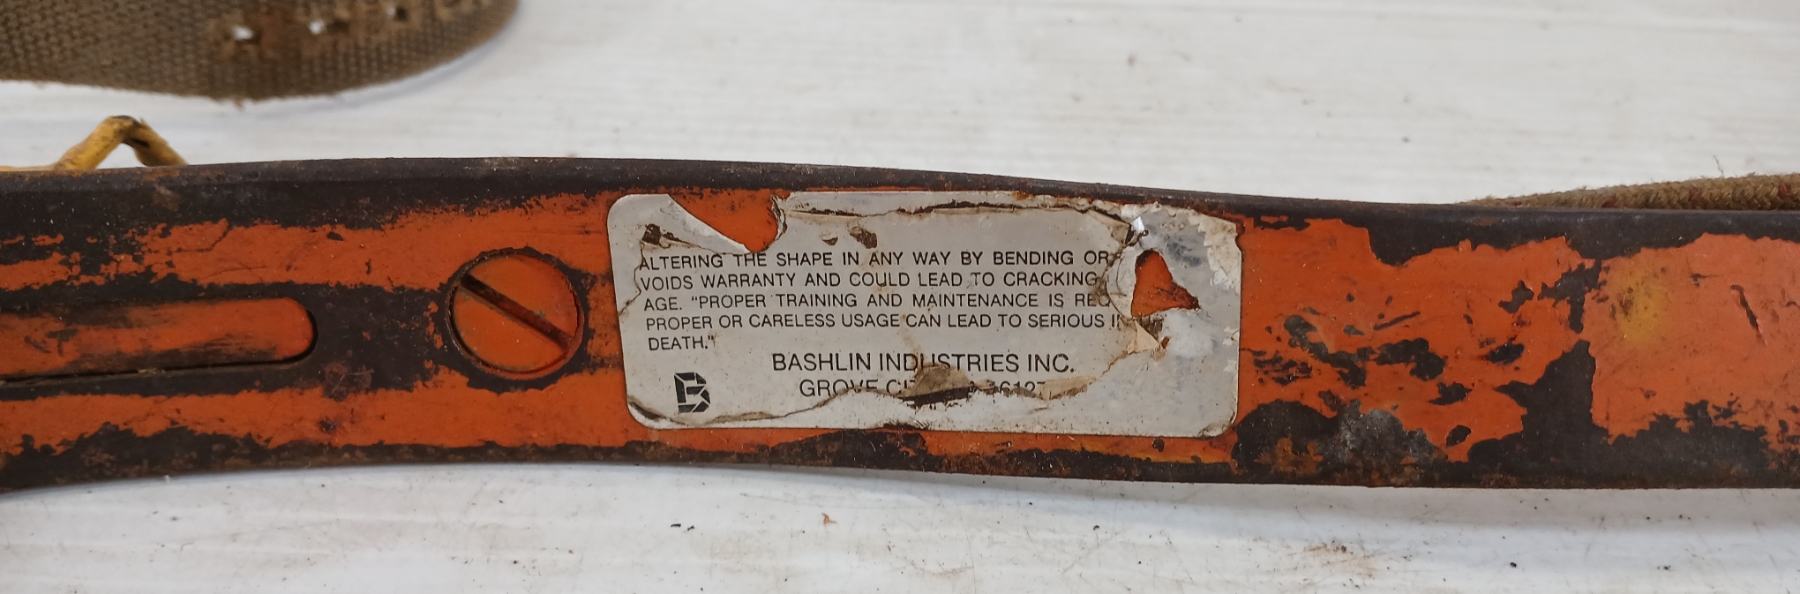 ALTERING THE SHAPE IN ANY WAY BY BENDING OR
VOIDS WARRANTY AND COULD LEAD TO CRACKING
AGE. "PROPER TRAINING AND MAINTENANCE IS
PROPER OR CARELESS USAGE CAN LEAD TO SERIOUS
DEATH."
BASHLIN INDUSTRIES INC.
GROVE